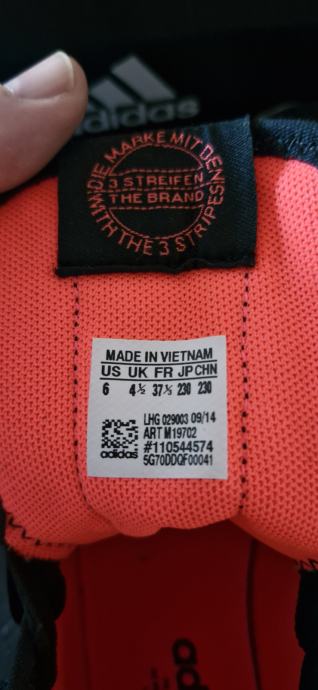 adidas
DIE MARKE MIT DEN
3 STREIFEN
THE BRAND
WITH THE 3 STRIPES
MADE IN VIETNAM
US UK FR JP CHN
6 4½ 37⅓ 230 230
LHG 029003 09/14
ART M19702
#110544574
5G70DDQF00041
adidas